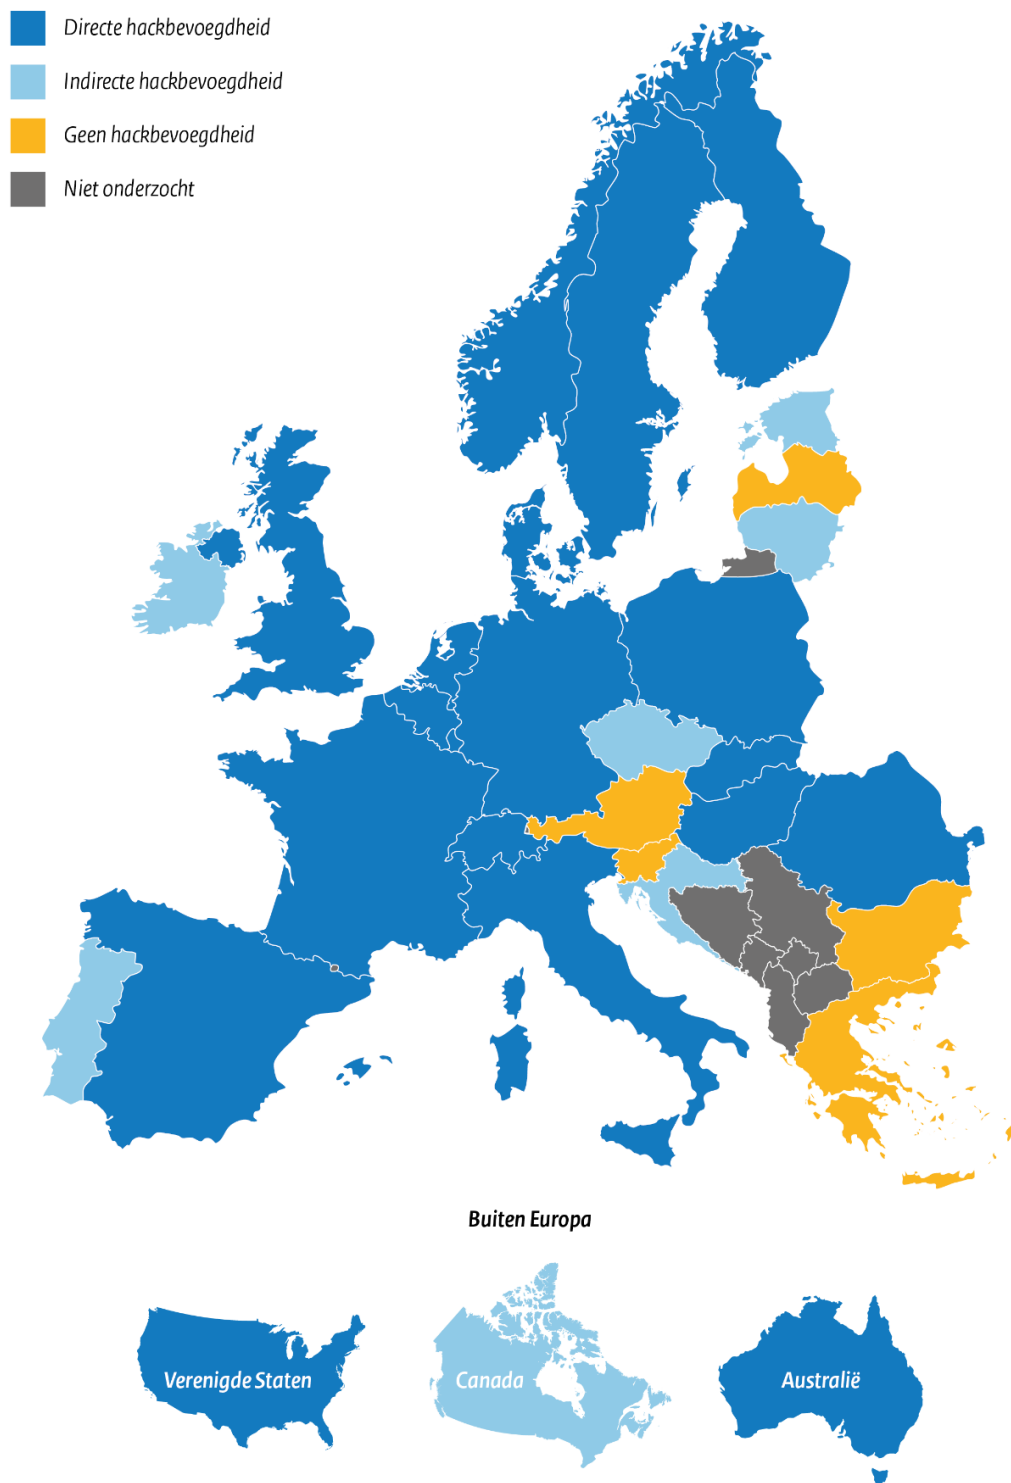 Directe hackbevoegdheid
Indirecte hackbevoegdheid
Geen hackbevoegdheid
Niet onderzocht
Buiten Europa
Verenigde Staten
Canada
Australië